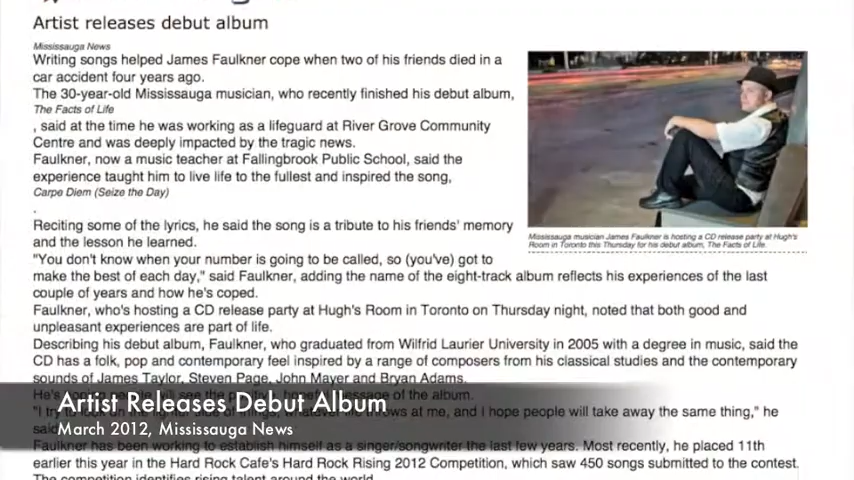 Artist releases debut album
Mississauga News
Writing songs helped James Faulkner cope when two of his friends died in a
car accident four years ago.
The 30-year-old Mississauga musician, who recently finished his debut album,
The Facts of Life
, said at the time he was working as a lifeguard at River Grove Community
Centre and was deeply impacted by the tragic news.
Faulkner, now a music teacher at Fallingbrook Public School, said the
experience taught him to live life to the fullest and inspired the song,
Carpe Diem (Seize the Day)
.
Reciting some of the lyrics, he said the song is a tribute to his friends' memory
and the lesson he learned.
"You don't know when your number is going to be called, so (you've) got to
make the best of each day," said Faulkner, adding the name of the eight-track album reflects his experiences of the last
couple of years and how he's coped.
Mississauga musician James Faulkner is hosting a CD release party at Hugh's
Room in Toronto this Thursday for his debut album, The Facts of Life.
Faulkner, who's hosting a CD release party at Hugh's Room in Toronto on Thursday night, noted that both good and
unpleasant experiences are part of life.
Describing his debut album, Faulkner, who graduated from Wilfrid Laurier University in 2005 with a degree in music, said the
CD has a folk, pop and contemporary feel inspired by a range of composers from his classical studies and the contemporary
sounds of James Taylor, Steven Page, John Mayer and Bryan Adams.
He's message of the album.
"I try at me, and I hope people will take away the same thing," he
said
Artist Releases Debut Album
March 2012, Mississauga News
Faulkner has been working to establish himself as a singer/songwriter the last few years. Most recently, he placed 11th
earlier this year in the Hard Rock Cafe's Hard Rock Rising 2012 Competition, which saw 450 songs submitted to the contest.
The competition identifies rising talent around the world.